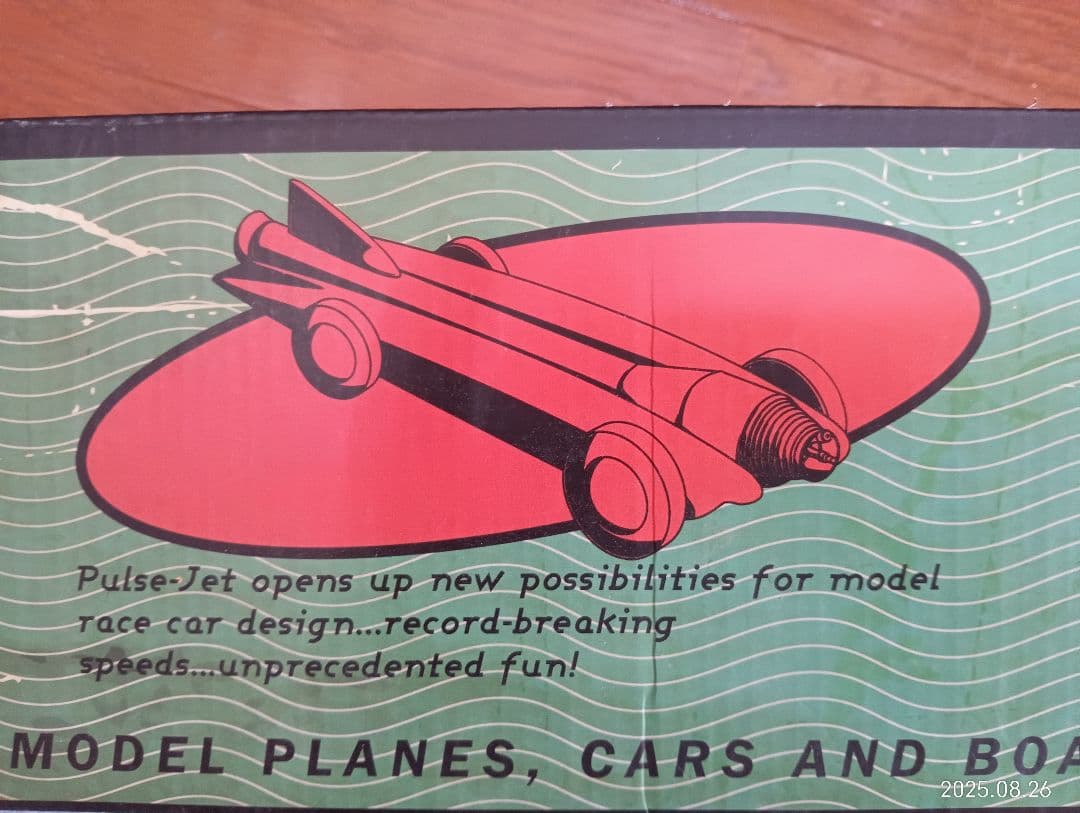 Pulse-Jet opens up new possibilities for model
race car design...record-breaking
speeds...unprecedented fun!
MODEL PLANES, CARS AND BOA
2025.08.26